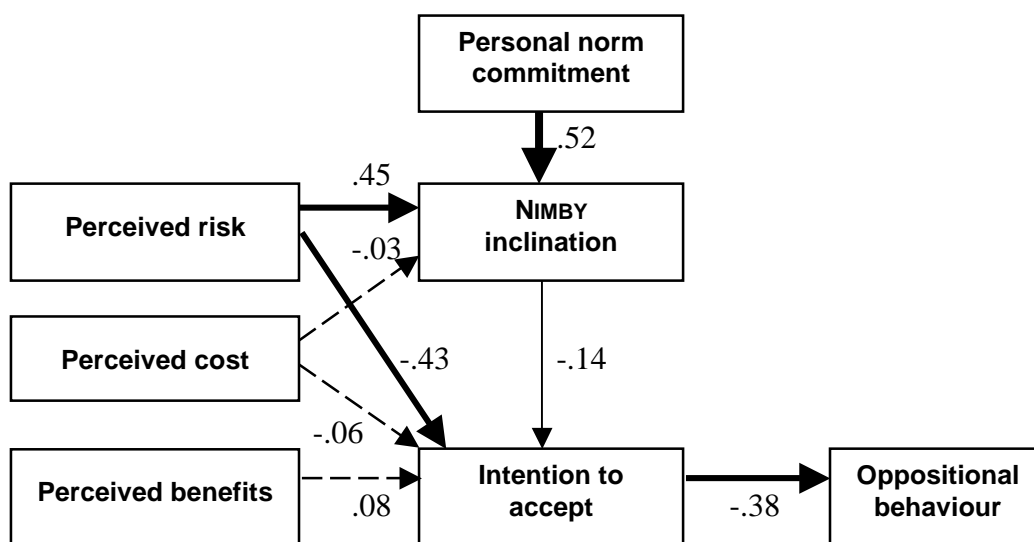 Personal norm
commitment
.52
.45
Perceived risk
NIMBY
inclination
-.03
Perceived cost
-.43
-.14
-.06
Perceived benefits
.08
Intention to
accept
-.38
Oppositional
behaviour